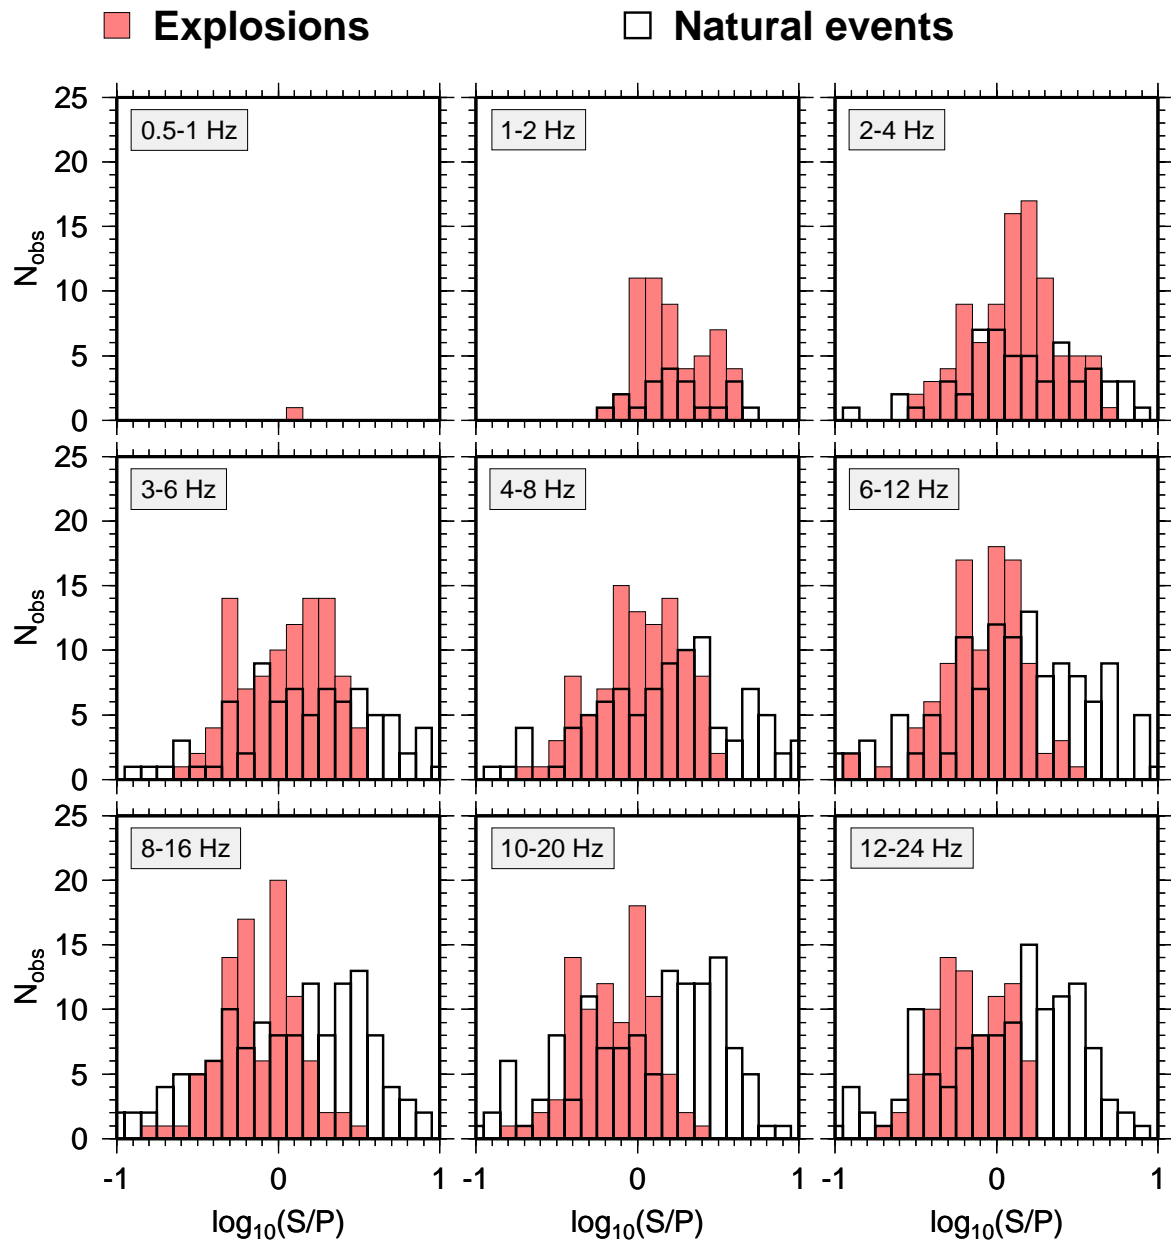 Explosions Natural events
25 0.5-1 Hz 1-2 Hz 2-4 Hz
20
15
N_obs
10
5
0
25 3-6 Hz 4-8 Hz 6-12 Hz
20
15
N_obs
10
5
0
25 8-16 Hz 10-20 Hz 12-24 Hz
20
15
N_obs
10
5
0
-1 0 1 -1 0 1 -1 0 1
log₁₀(S/P) log₁₀(S/P) log₁₀(S/P)